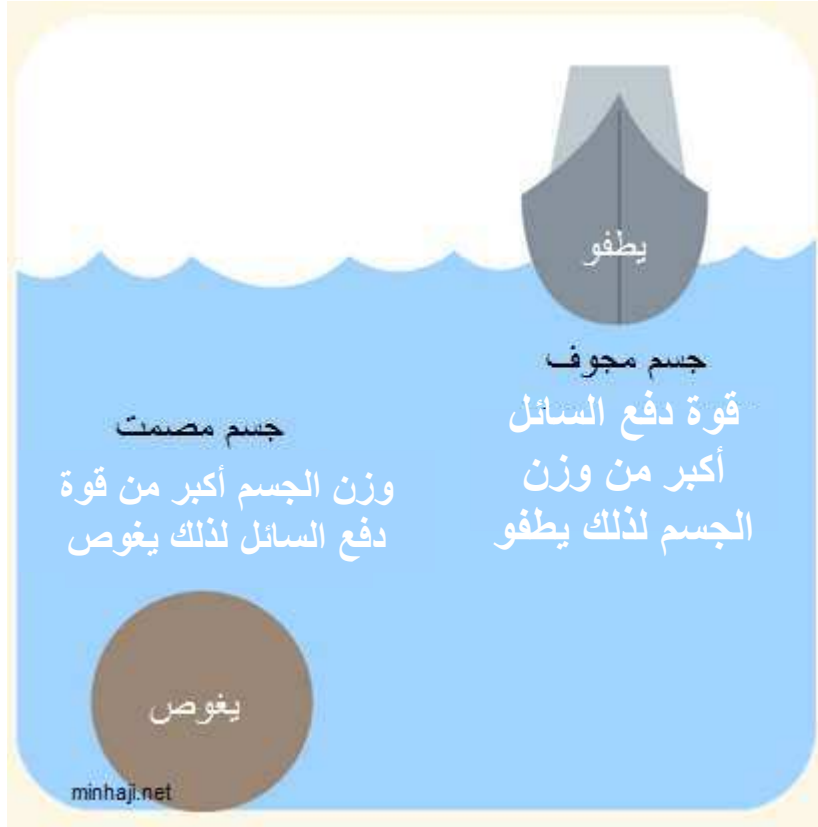 يطفو
جسم مجوف
قوة دفع السائل
أكبر من وزن
الجسم لذلك يطفو
جسم مصمت
وزن الجسم أكبر من قوة
دفع السائل لذلك يغوص
يغوص
minhaji.net